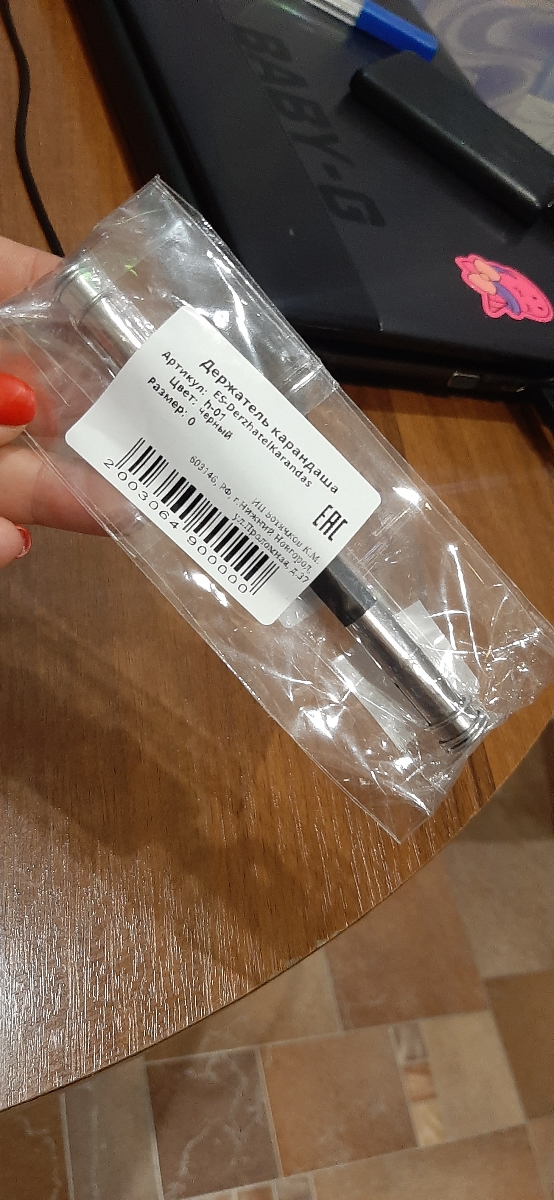 BABY-G
Держатель карандаша
Артикул: ES-DerzhatelKarandas
h-01
Цвет: черный
Размер: 0
2003064900000
ИП К.М.
603146, РФ, г.Нижний Новгород,
ул. д.37
EAC